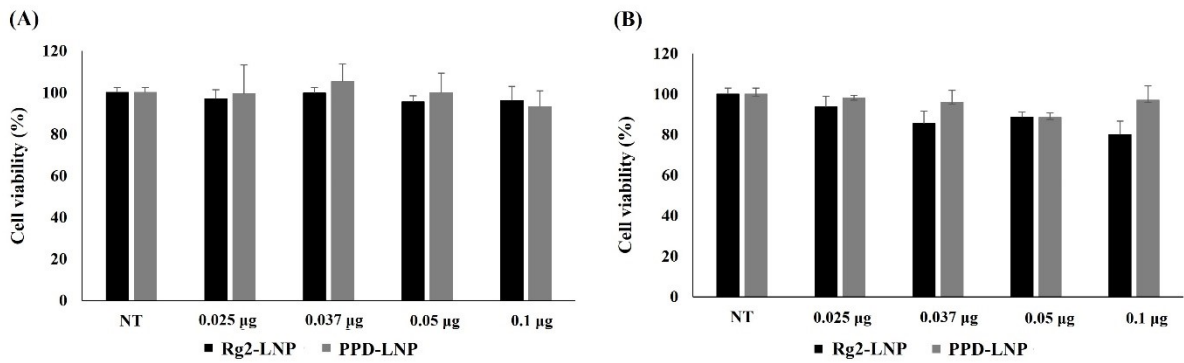 (A)
Cell viability (%)
120
100
80
60
40
20
0
NT 0.025 μg 0.037 μg 0.05 μg 0.1 μg
Rg2-LNP PPD-LNP
(B)
Cell viability (%)
120
100
80
60
40
20
0
NT 0.025 μg 0.037 μg 0.05 μg 0.1 μg
Rg2-LNP PPD-LNP